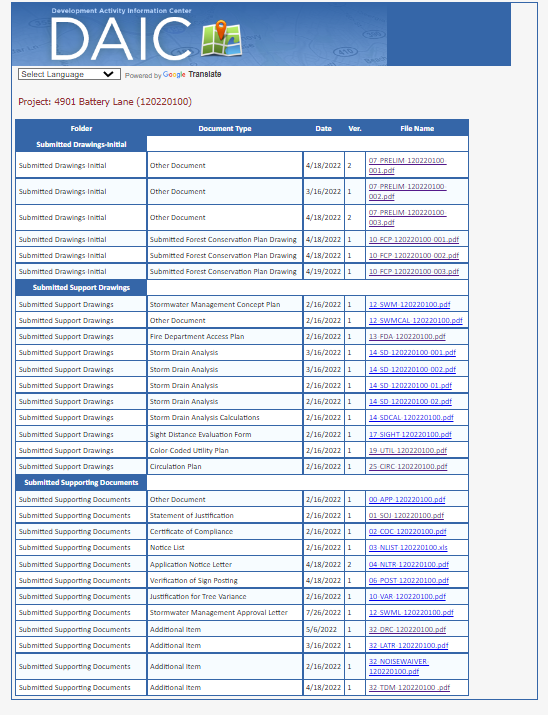 Development Activity Information Center
DAIC
Select Language
Powered by Google Translate
Project: 4901 Battery Lane (120220100)
Folder Document Type Date Ver. File Name
Submitted Drawings-Initial
Submitted Drawings Initial Other Document 4/18/2022 2 07-PRELIM-120220100-
001.pdf
Submitted Drawings Initial Other Document 3/16/2022 1 07-PRELIM-120220100-
002.pdf
Submitted Drawings Initial Other Document 4/18/2022 2 07-PRELIM-120220100-
003.pdf
Submitted Drawings Initial Submitted Forest Conservation Plan Drawing 4/18/2022 1 10-FCP-120220100-001.pdf
Submitted Drawings Initial Submitted Forest Conservation Plan Drawing 4/18/2022 1 10-FCP-120220100-002.pdf
Submitted Drawings Initial Submitted Forest Conservation Plan Drawing 4/19/2022 1 10-FCP-120220100-003.pdf
Submitted Support Drawings
Submitted Support Drawings Stormwater Management Concept Plan 2/16/2022 1 12-SWM-120220100.pdf
Submitted Support Drawings Other Document 2/16/2022 1 12-SWMCAL-120220100.pdf
Submitted Support Drawings Fire Department Access Plan 2/16/2022 1 13-FDA-120220100.pdf
Submitted Support Drawings Storm Drain Analysis 3/16/2022 1 14-SD-120220100-001.pdf
Submitted Support Drawings Storm Drain Analysis 3/16/2022 1 14-SD-120220100-002.pdf
Submitted Support Drawings Storm Drain Analysis 2/16/2022 1 14-SD-120220100-01.pdf
Submitted Support Drawings Storm Drain Analysis 2/16/2022 1 14-SD-120220100-02.pdf
Submitted Support Drawings Storm Drain Analysis Calculations 2/16/2022 1 14-SDCAL-120220100.pdf
Submitted Support Drawings Sight Distance Evaluation Form 2/16/2022 1 17-SIGHT-120220100.pdf
Submitted Support Drawings Color Coded Utility Plan 2/16/2022 1 19-UTIL-120220100.pdf
Submitted Support Drawings Circulation Plan 2/16/2022 1 25-CIRC-120220100.pdf
Submitted Supporting Documents
Submitted Supporting Documents Other Document 2/16/2022 1 00-APP-120220100.pdf
Submitted Supporting Documents Statement of Justification 2/16/2022 1 01-SOJ-120220100.pdf
Submitted Supporting Documents Certificate of Compliance 2/16/2022 1 02-COC-120220100.pdf
Submitted Supporting Documents Notice List 2/16/2022 1 03-NLIST-120220100.xls
Submitted Supporting Documents Application Notice Letter 4/18/2022 2 04-NLTR-120220100.pdf
Submitted Supporting Documents Verification of Sign Posting 4/18/2022 1 06-POST-120220100.pdf
Submitted Supporting Documents Justification for Tree Variance 2/16/2022 1 10-VAR-120220100.pdf
Submitted Supporting Documents Stormwater Management Approval Letter 7/26/2022 1 12-SWML-120220100.pdf
Submitted Supporting Documents Additional Item 5/6/2022 1 32-DRC-120220100.pdf
Submitted Supporting Documents Additional Item 3/16/2022 1 32-LATR-120220100.pdf
Submitted Supporting Documents Additional Item 2/16/2022 1 32-NOISEWAIVER-
120220100.pdf
Submitted Supporting Documents Additional Item 4/18/2022 1 32-TDM-120220100 .pdf